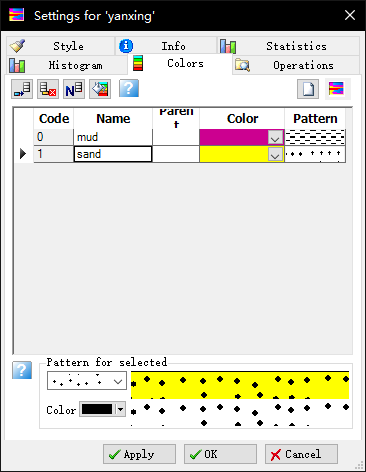 Settings for 'yanxing'
Style Info Statistics
Histogram Colors Operations
Code Name Paren t Color Pattern
0 mud
1 sand
Pattern for selected
Color
Apply OK Cancel